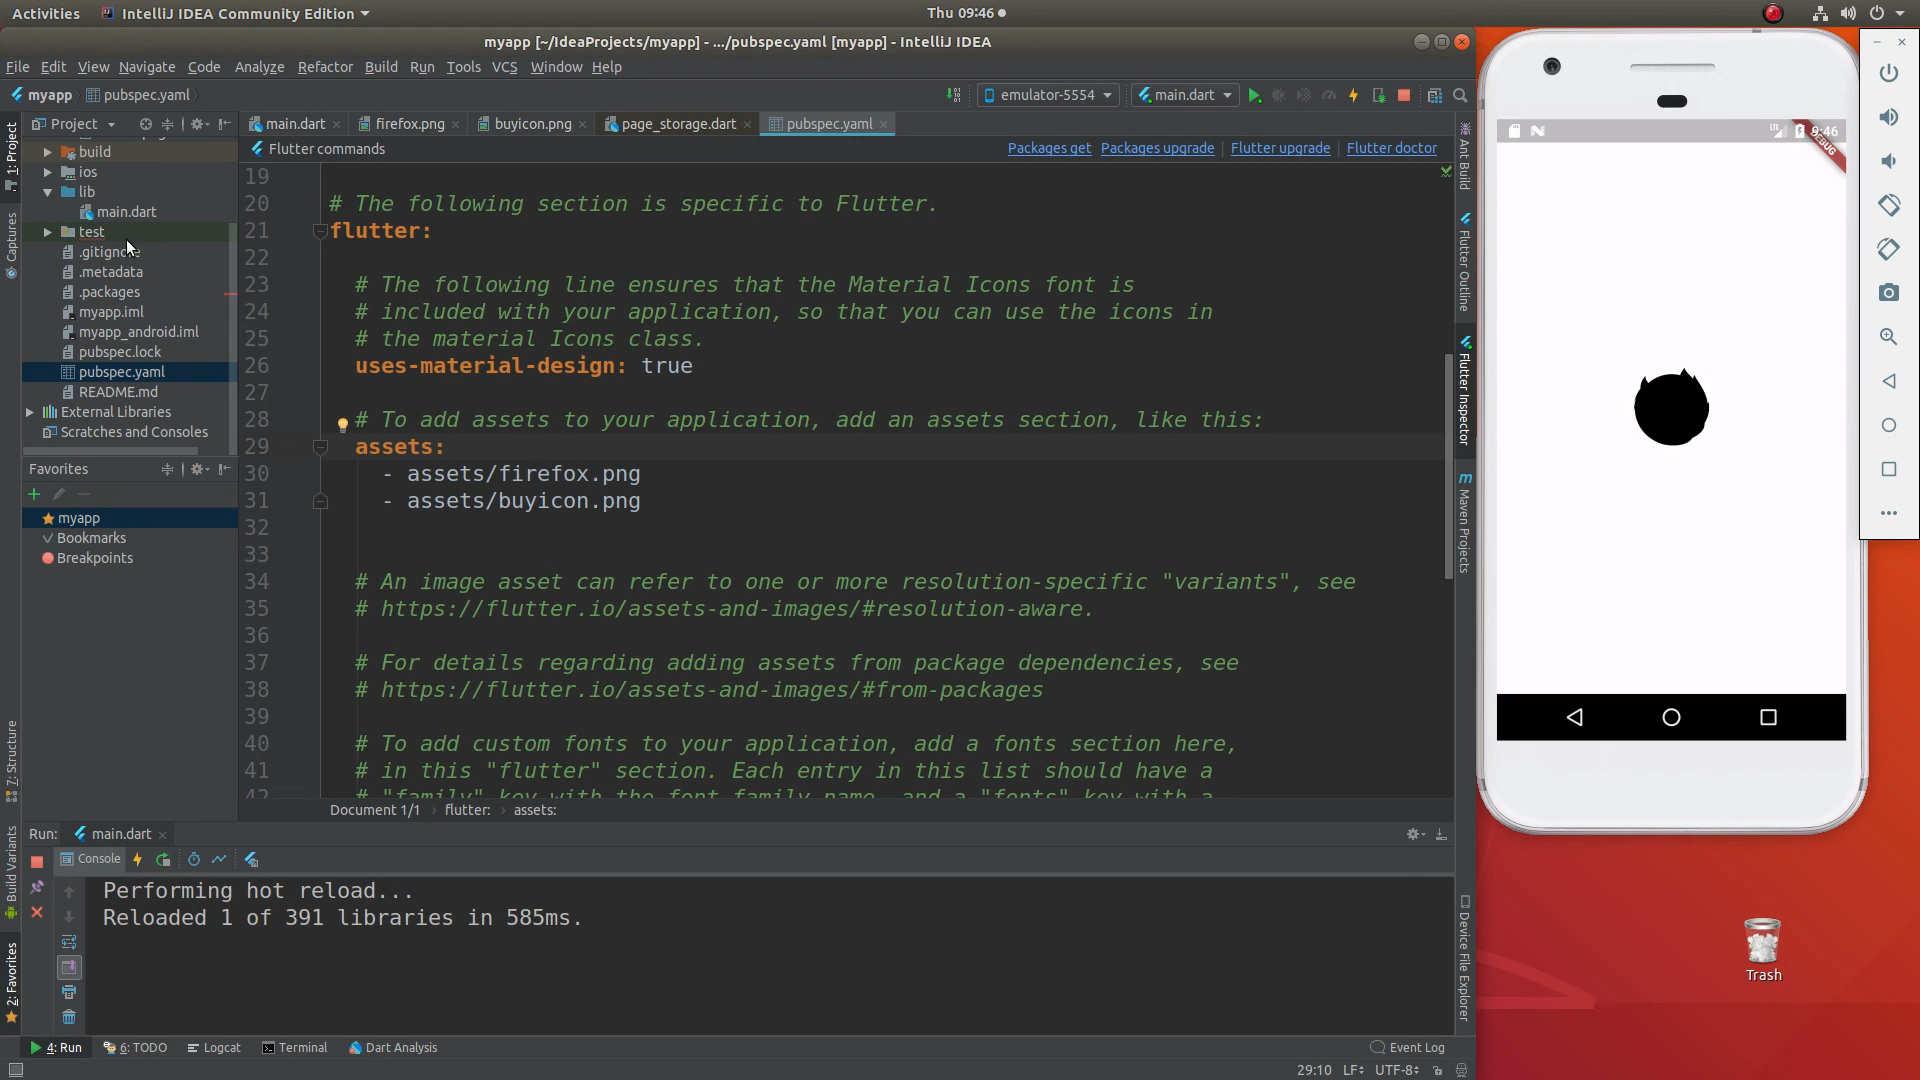 Activities
IntelliJ IDEA Community Edition
Thu 09:46
myapp [~/IdeaProjects/myapp] - .../pubspec.yaml [myapp] - IntelliJ IDEA
File Edit View Navigate Code Analyze Refactor Build Run Tools VCS Window Help
myapp pubspec.yaml
emulator-5554 main.dart
Project
main.dart firefox.png buyicon.png page_storage.dart pubspec.yaml
Flutter commands
Packages get Packages upgrade Flutter upgrade Flutter doctor
build
ios
lib
main.dart
test
.gitignore
.metadata
.packages
myapp.iml
myapp_android.iml
pubspec.lock
pubspec.yaml
README.md
External Libraries
Scratches and Consoles
Favorites
myapp
Bookmarks
Breakpoints
1: Project
Captures
7: Structure
Build Variants
2: Favorites
19
20 # The following section is specific to Flutter.
21 flutter:
22
23 # The following line ensures that the Material Icons font is
24 # included with your application, so that you can use the icons in
25 # the material Icons class.
26 uses-material-design: true
27
28 # To add assets to your application, add an assets section, like this:
29 assets:
30 - assets/firefox.png
31 - assets/buyicon.png
32
33
34 # An image asset can refer to one or more resolution-specific "variants", see
35 # https://flutter.io/assets-and-images/#resolution-aware.
36
37 # For details regarding adding assets from package dependencies, see
38 # https://flutter.io/assets-and-images/#from-packages
39
40 # To add custom fonts to your application, add a fonts section here,
41 # in this "flutter" section. Each entry in this list should have a
42 # "family" key with the font family name, and a "fonts" key with a
Document 1/1 flutter: assets:
Ant Build
Flutter Outline
Flutter Inspector
m
Maven Projects
Device File Explorer
Run: main.dart
Console
Performing hot reload...
Reloaded 1 of 391 libraries in 585ms.
4: Run 6: TODO Logcat Terminal Dart Analysis Event Log
29:10 LF UTF-8
LTE 9:46
DEBUG
Trash